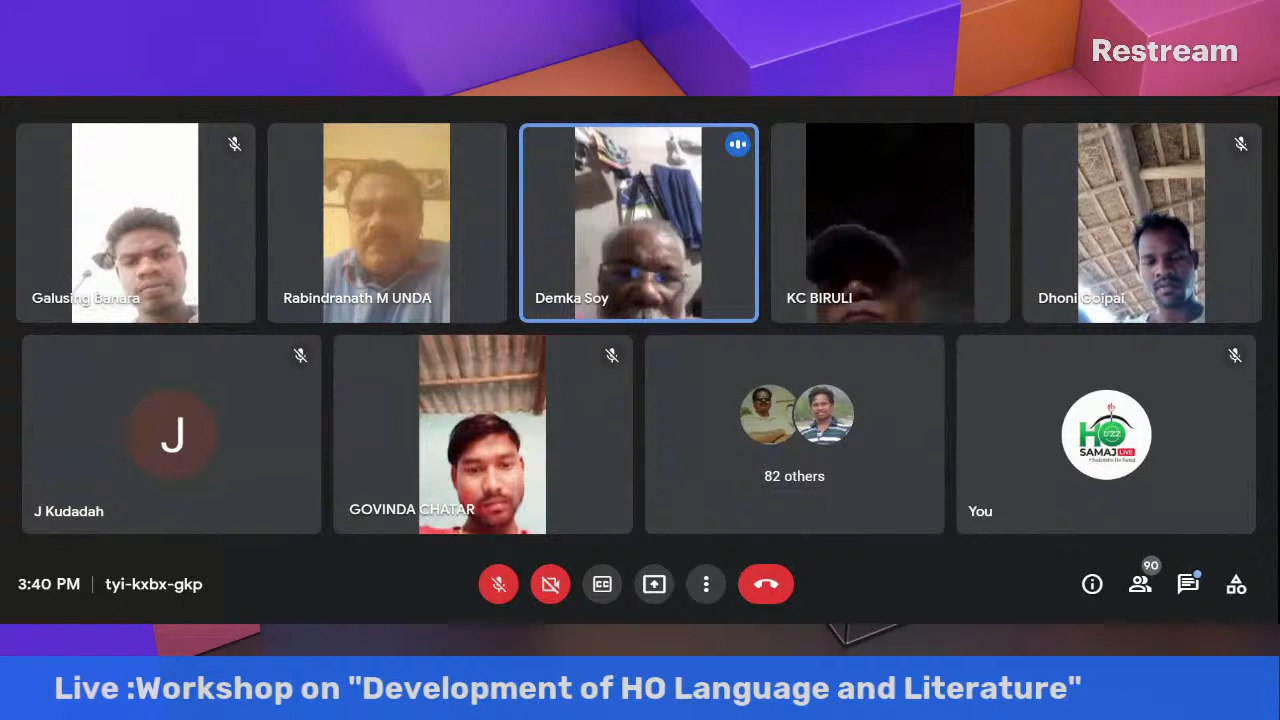 Restream
Galusing Banara
Rabindranath M UNDA
Demka Soy
KC BIRULI
Dhoni Goipai
J
J Kudadah
GOVINDA CHATAR
82 others
HO
SAMAJ LIVE
You
3:40 PM | tyi-kxbx-gkp
90
Live :Workshop on "Development of HO Language and Literature"